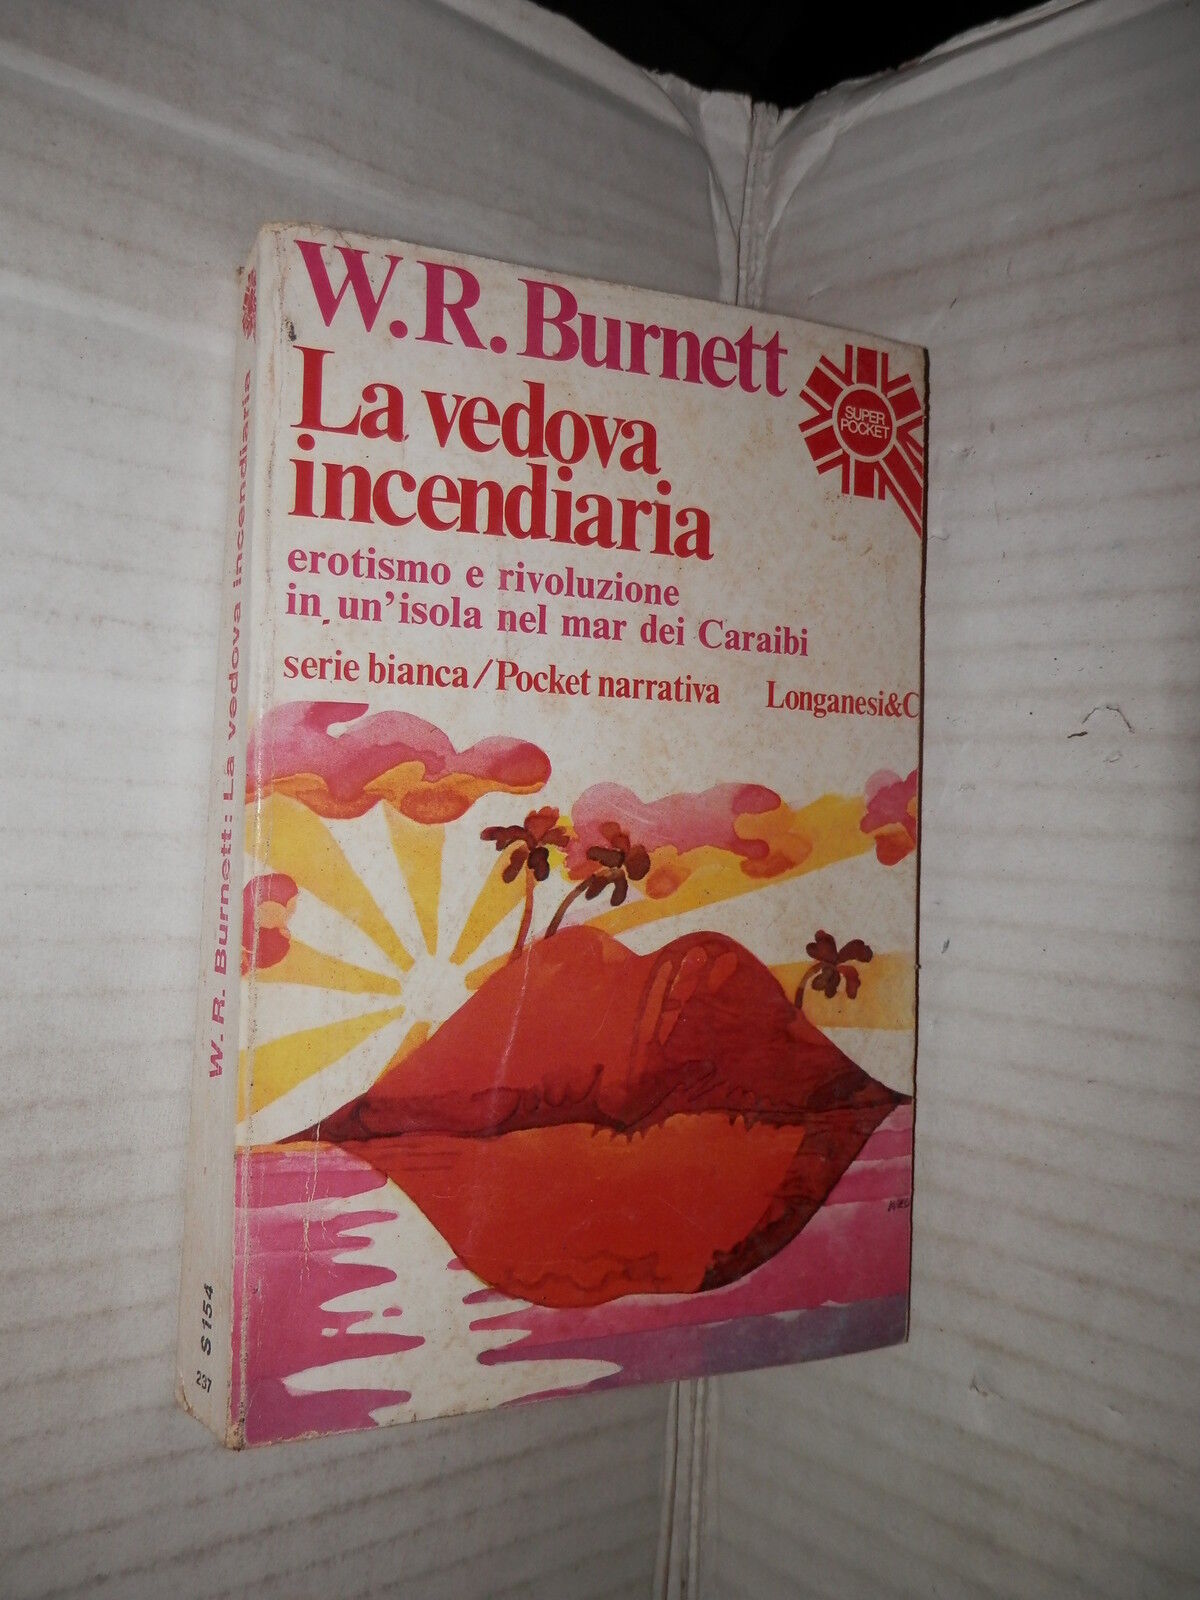 W.R. Burnett
La vedova
incendiaria
erotismo e rivoluzione
in un'isola nel mar dei Caraibi
serie bianca/Pocket narrativa Longanesi&C
SUPER
POCKET
W. R. Burnett: La vedova incendiaria
S154
237